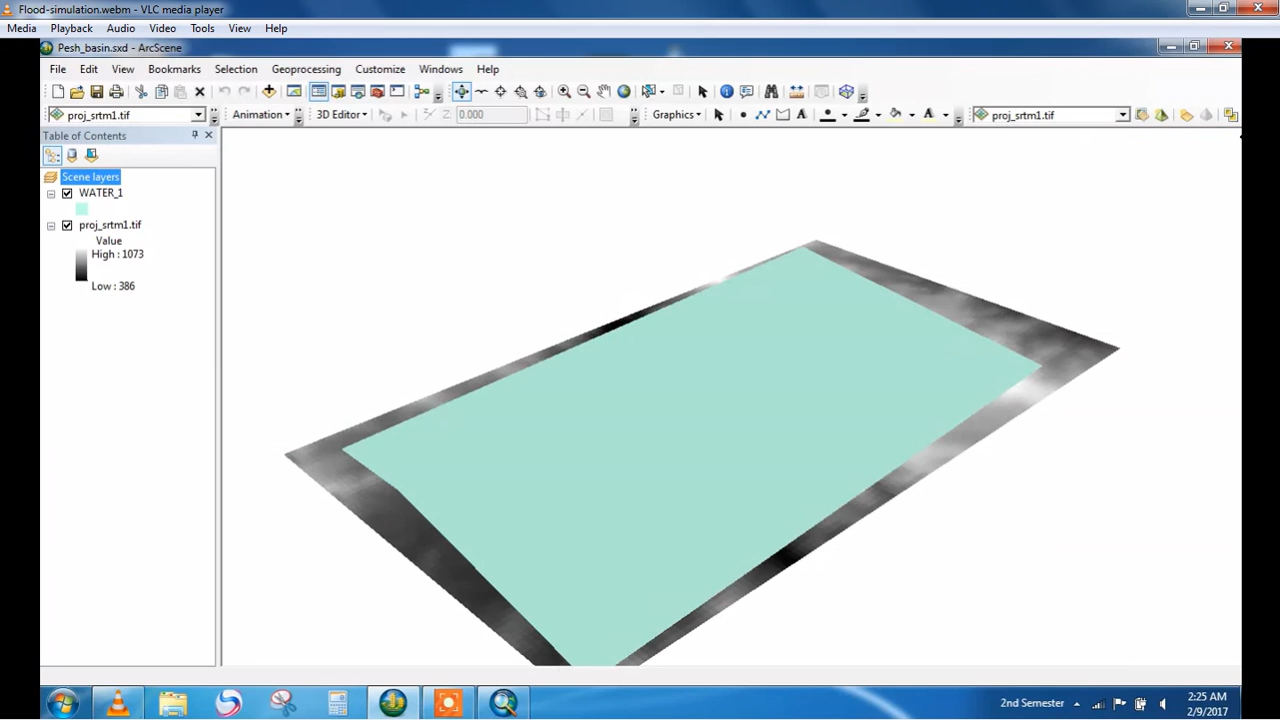 Flood-simulation.webm - VLC media player
Media Playback Audio Video Tools View Help
Pesh_basin.sxd - ArcScene
File Edit View Bookmarks Selection Geoprocessing Customize Windows Help
proj_srtm1.tif Animation 3D Editor Z: 0.000 Graphics A A proj_srtm1.tif
Table of Contents
Scene layers
WATER_1
proj_srtm1.tif
Value
High : 1073
Low : 386
2nd Semester
2:25 AM
2/9/2017